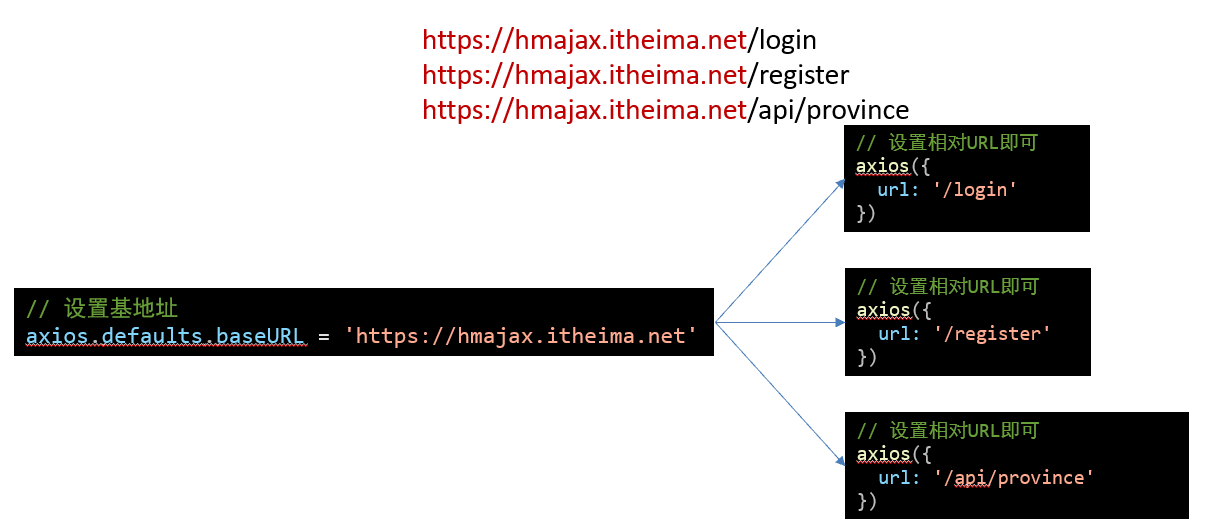 https://hmajax.itheima.net/login
https://hmajax.itheima.net/register
https://hmajax.itheima.net/api/province
// 设置基地址
axios.defaults.baseURL = 'https://hmajax.itheima.net'
// 设置相对URL即可
axios({
  url: '/login'
})
// 设置相对URL即可
axios({
  url: '/register'
})
// 设置相对URL即可
axios({
  url: '/api/province'
})